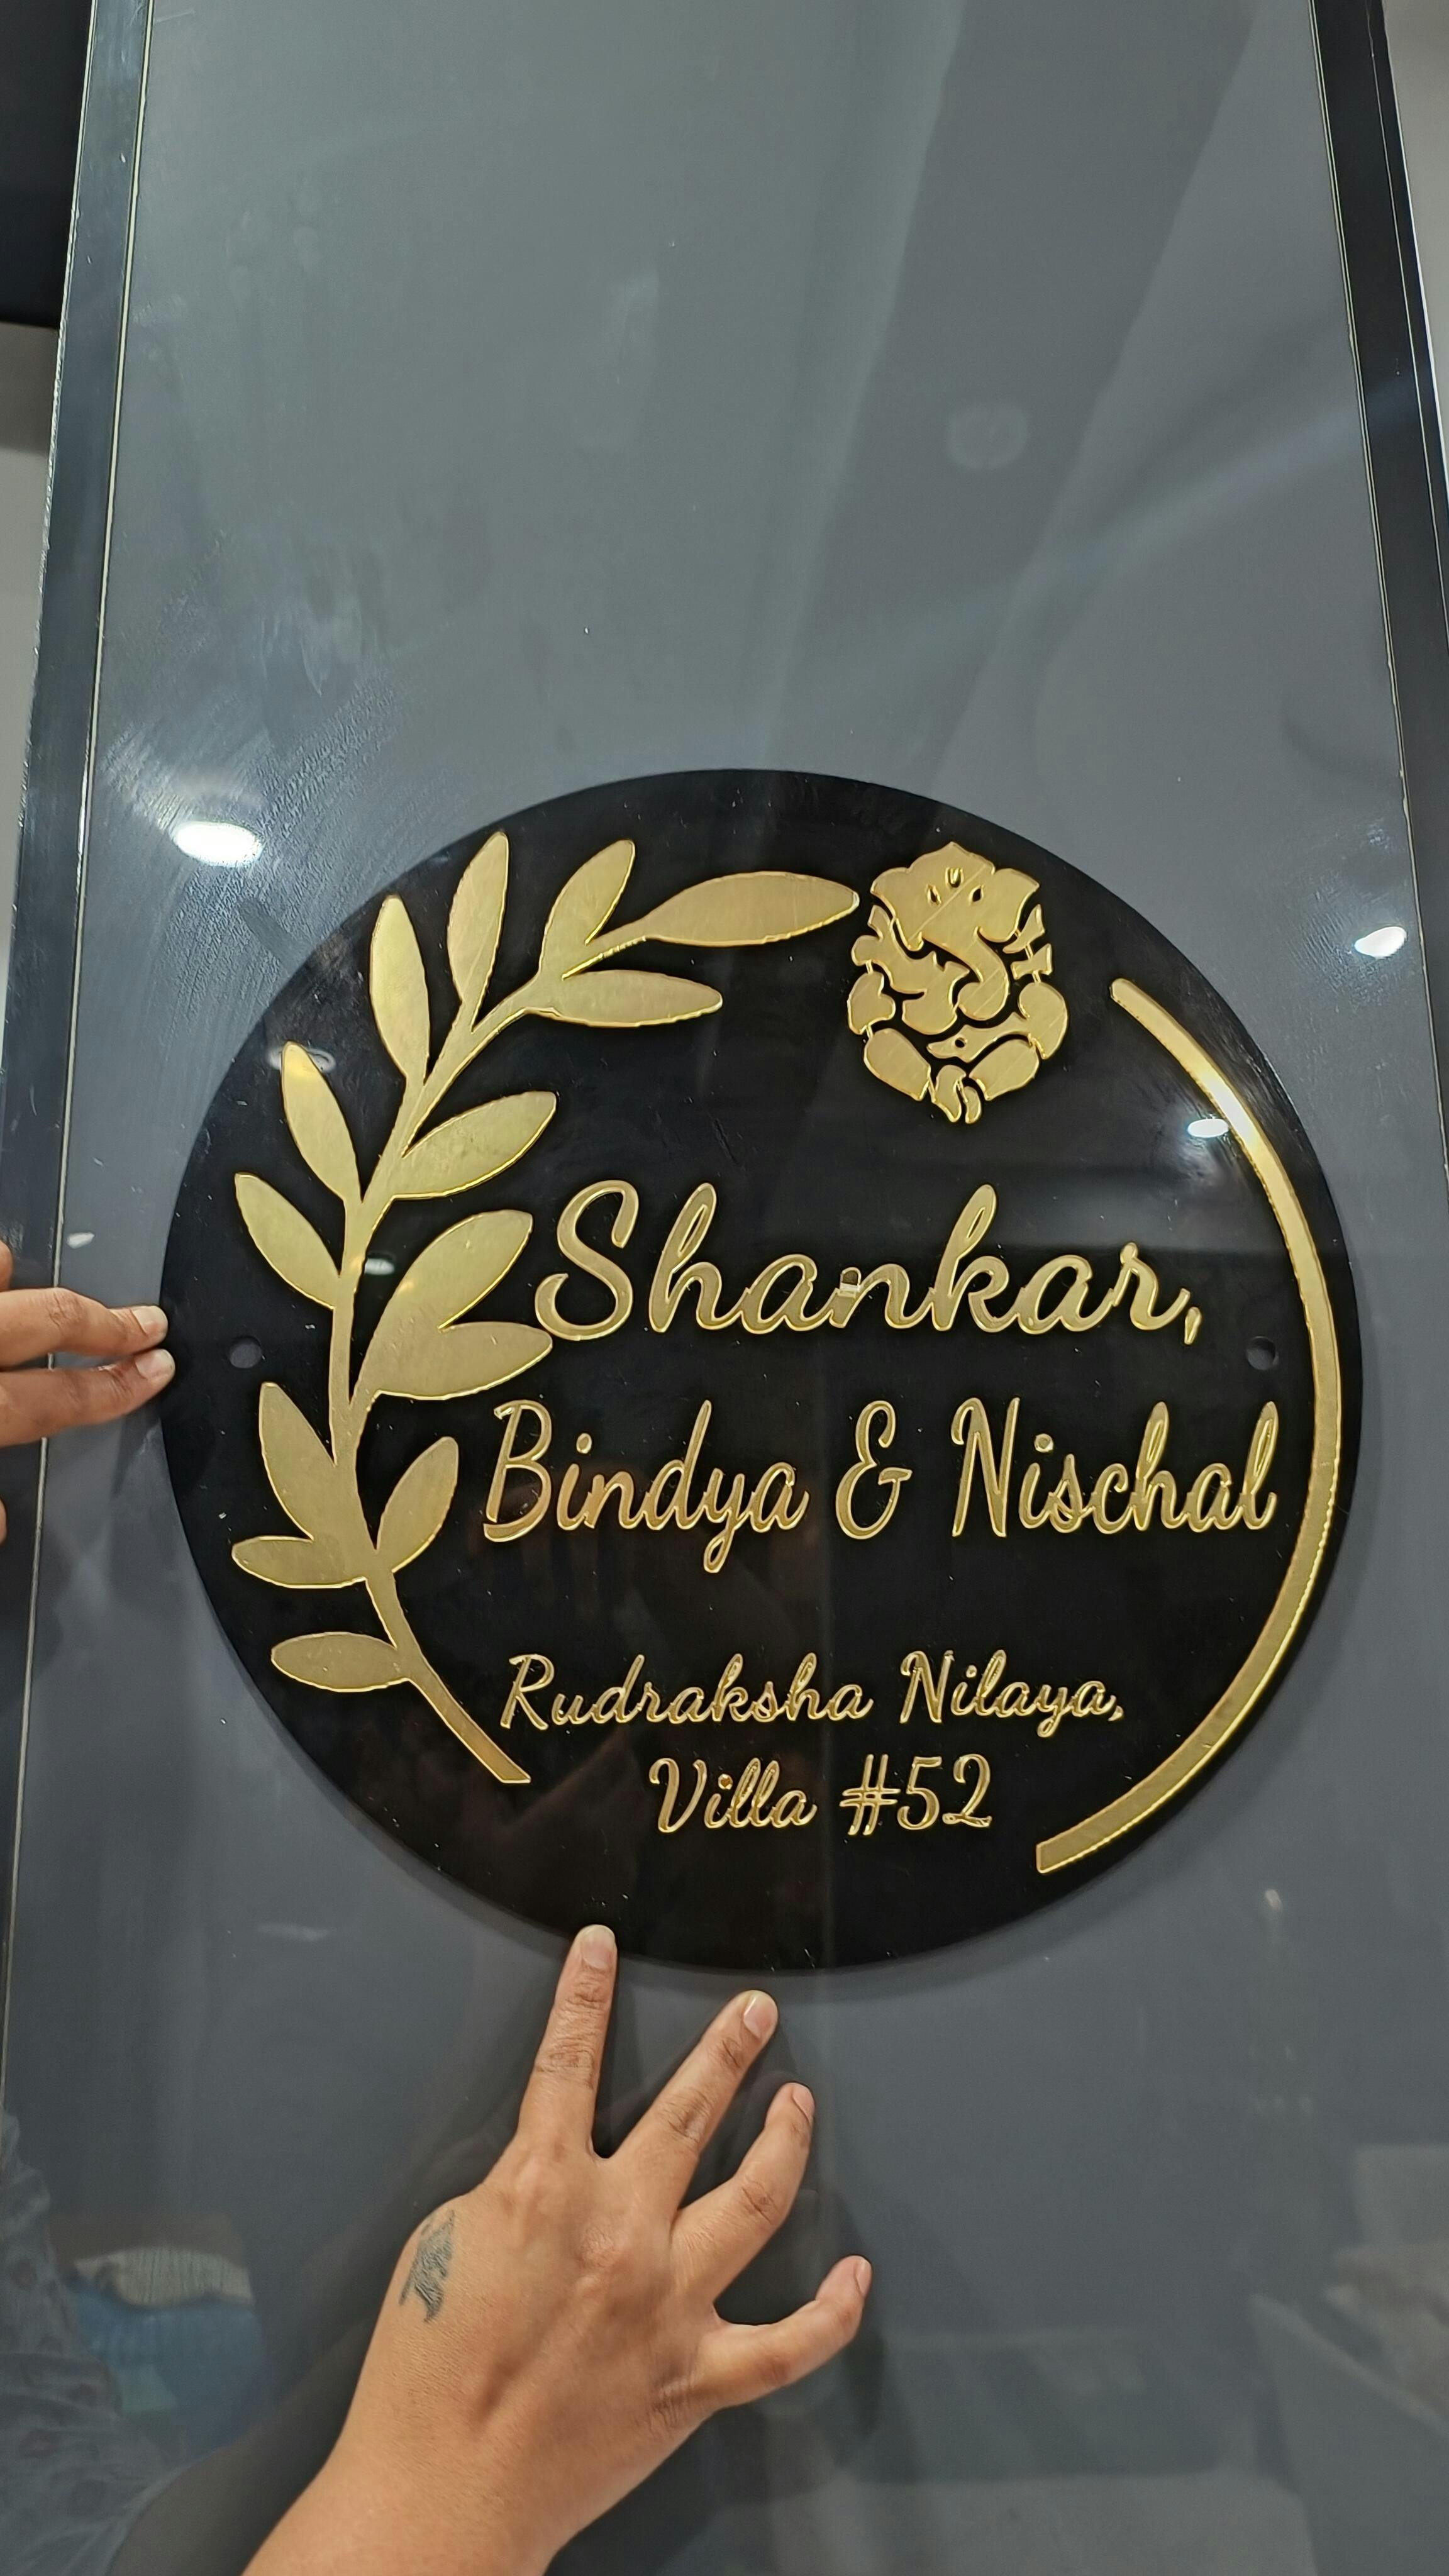 Shankar,
Bindya & Nischal
Rudraksha Nilaya,
Villa #52